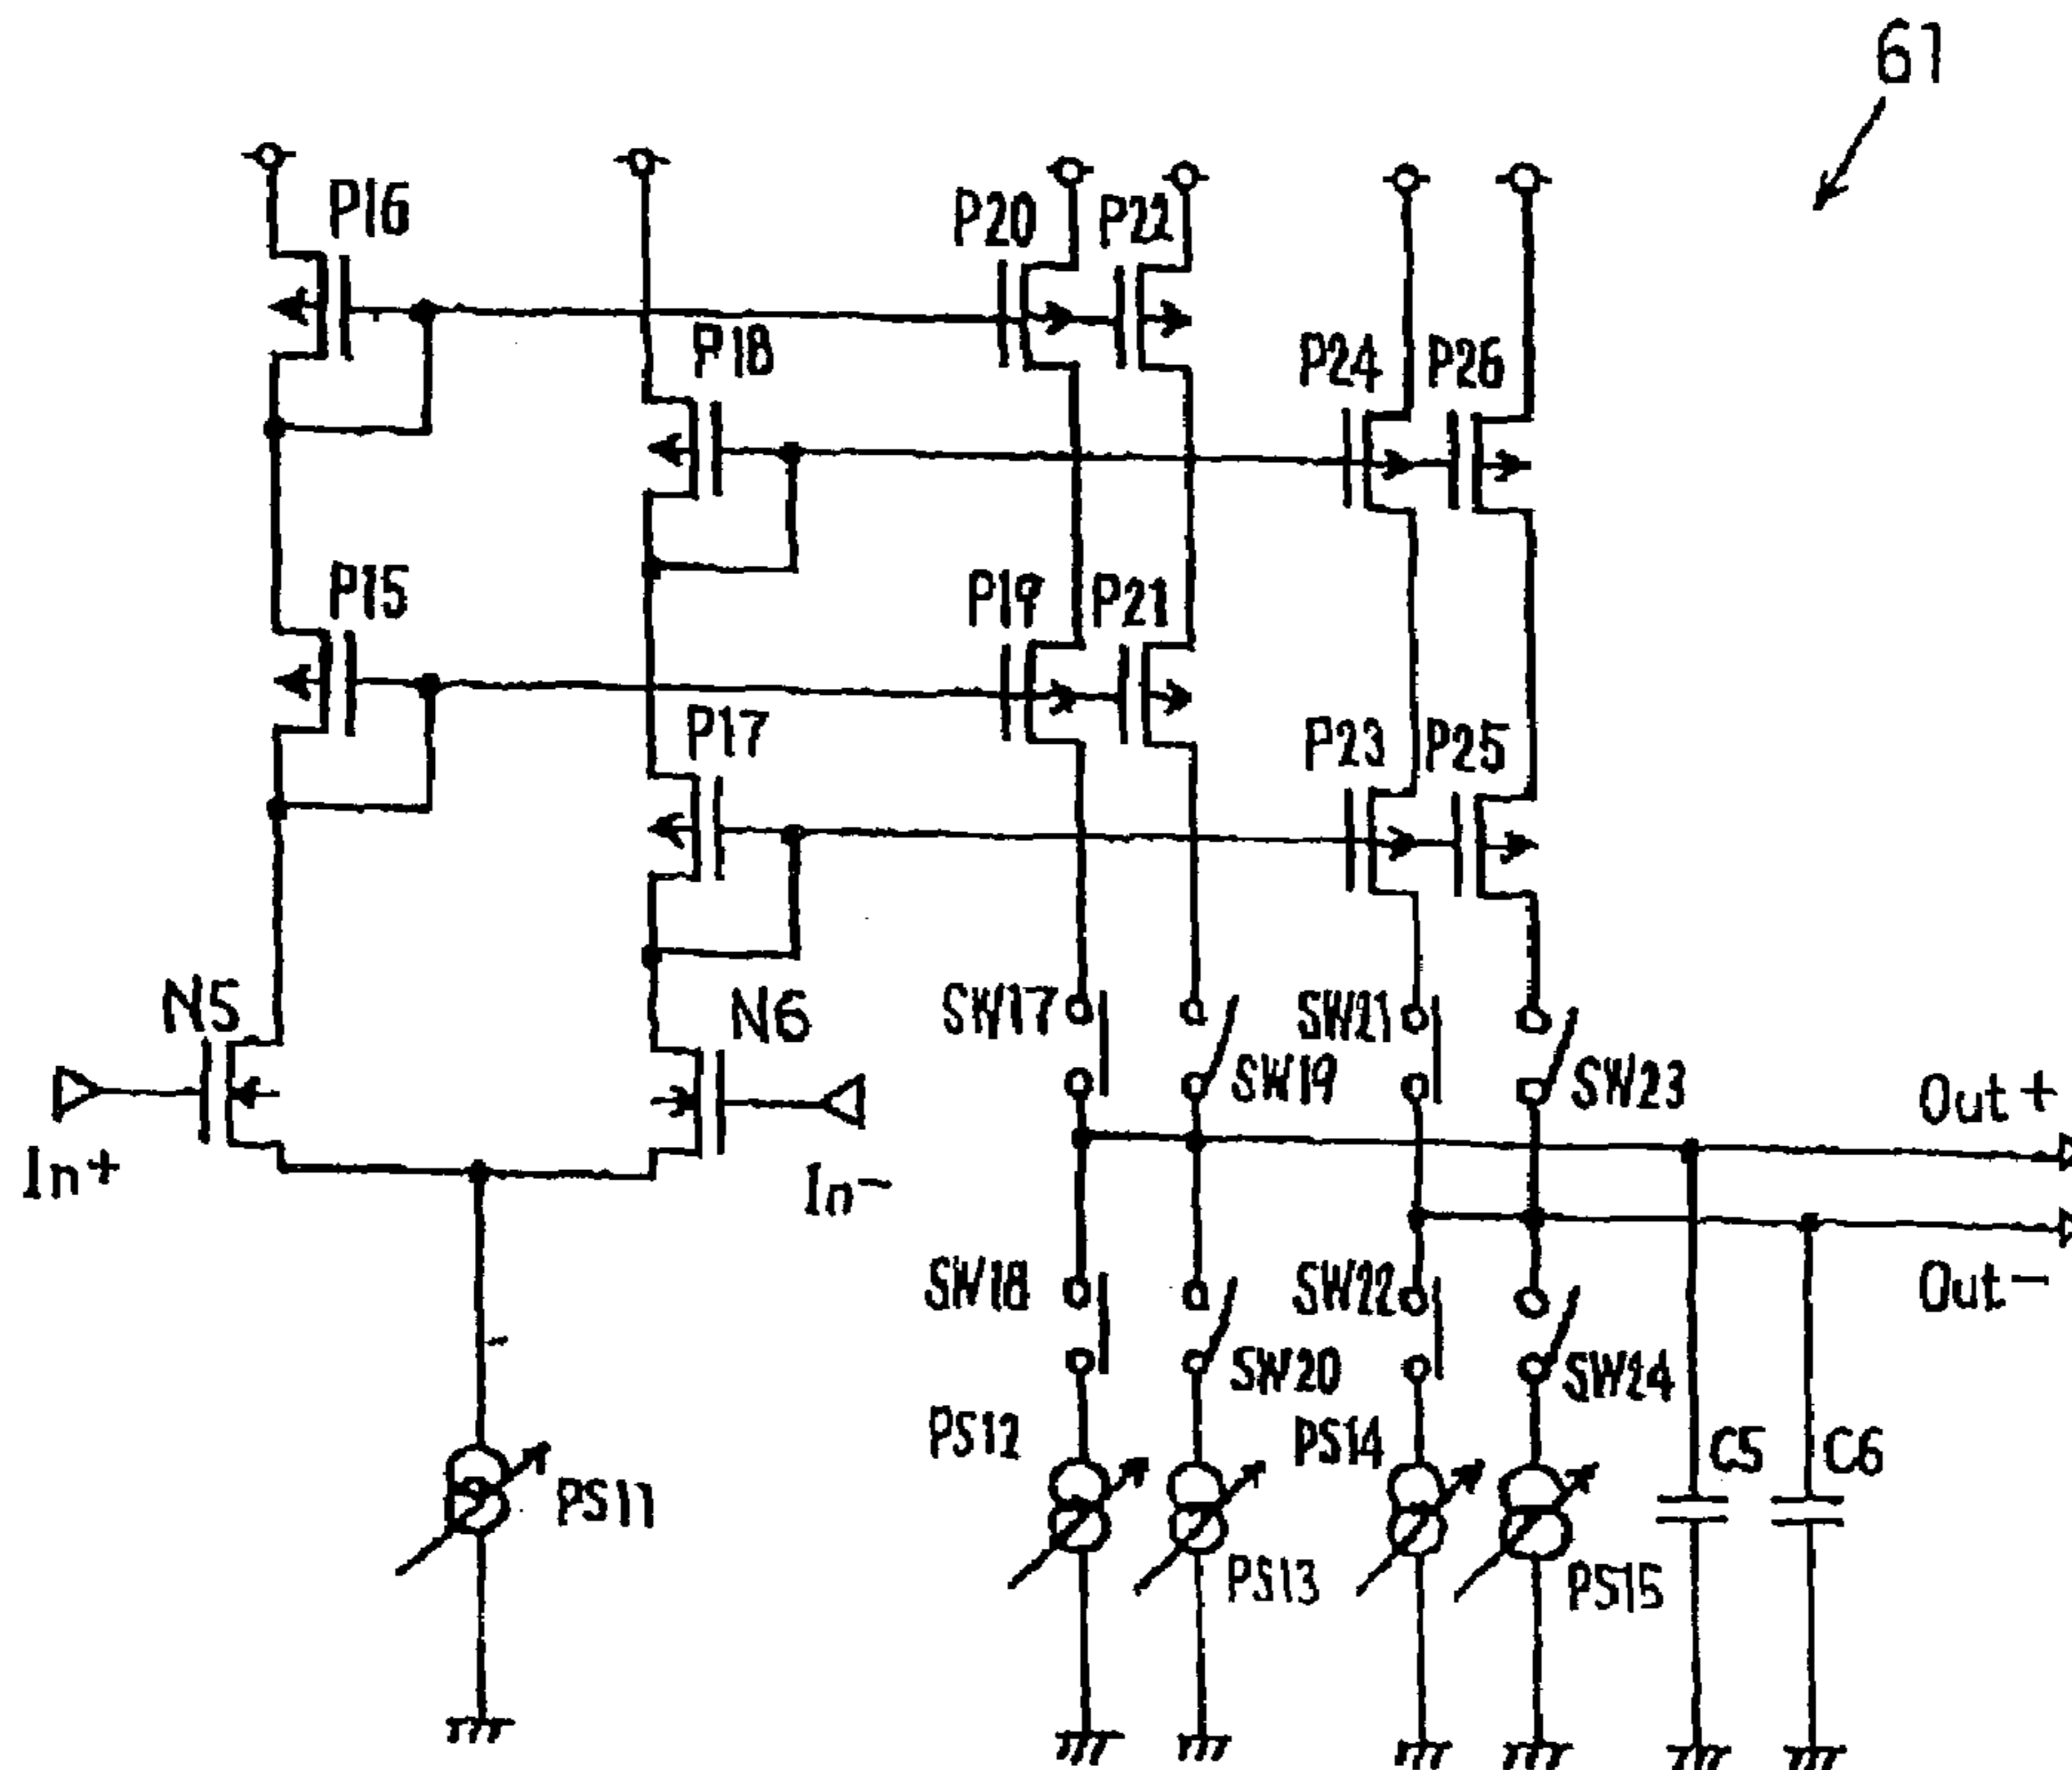 61
P16
P20
P22
P18
P24
P26
P15
P19
P21
P17
P23
P25
N5
N6
SW17
SW21
SW19
SW23
Out+
In+
In-
SW18
SW22
Out-
SW20
SW24
PS12
PS14
C5
C6
PS11
PS13
PS15